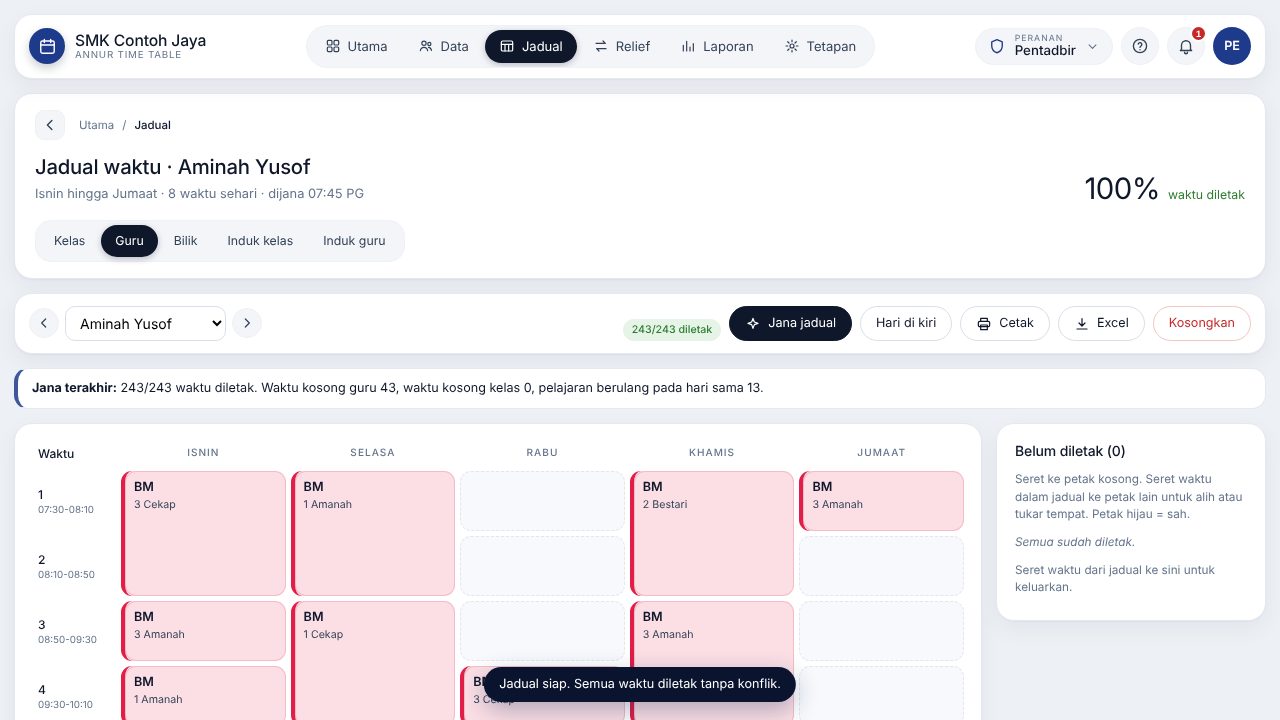 SMK Contoh Jaya
ANNUR TIME TABLE
Utama
Data
Jadual
Relief
Laporan
Tetapan
PERANAN
Pentadbir
1
PE
Utama / Jadual
Jadual waktu · Aminah Yusof
Isnin hingga Jumaat · 8 waktu sehari · dijana 07:45 PG
100% waktu diletak
Kelas
Guru
Bilik
Induk kelas
Induk guru
Aminah Yusof
243/243 diletak
Jana jadual
Hari di kiri
Cetak
Excel
Kosongkan
Jana terakhir: 243/243 waktu diletak. Waktu kosong guru 43, waktu kosong kelas 0, pelajaran berulang pada hari sama 13.
Waktu
ISNIN
SELASA
RABU
KHAMIS
JUMAAT
1
07:30-08:10
BM
3 Cekap
BM
1 Amanah
BM
2 Bestari
BM
3 Amanah
2
08:10-08:50
3
08:50-09:30
BM
3 Amanah
BM
1 Cekap
BM
3 Amanah
4
09:30-10:10
BM
1 Amanah
Jadual siap. Semua waktu diletak tanpa konflik.
Belum diletak (0)
Seret ke petak kosong. Seret waktu
dalam jadual ke petak lain untuk alih atau
tukar tempat. Petak hijau = sah.
Semua sudah diletak.
Seret waktu dari jadual ke sini untuk
keluarkan.